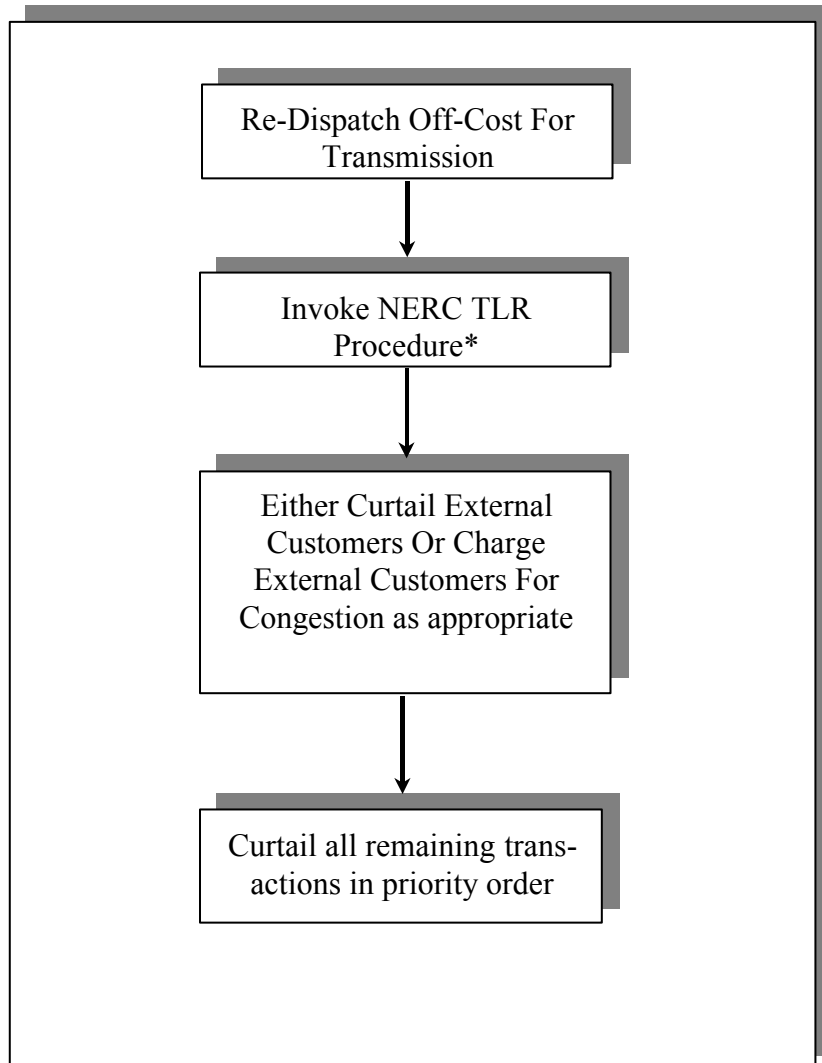 Re-Dispatch Off-Cost For
Transmission
Invoke NERC TLR
Procedure*
Either Curtail External
Customers Or Charge
External Customers For
Congestion as appropriate
Curtail all remaining trans-
actions in priority order